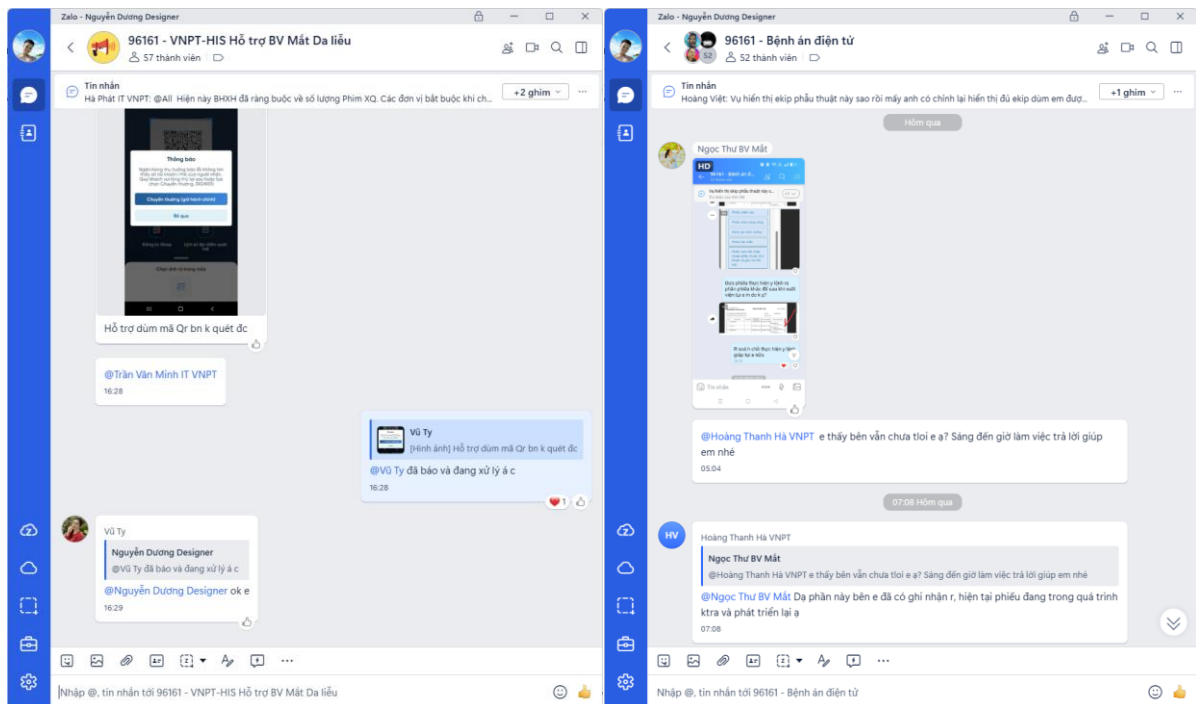 Zalo - Nguyễn Dương Designer
96161 - VNPT-HIS Hỗ trợ BV Mắt Da liễu
57 thành viên
Tin nhắn
Hà Phát IT VNPT: @All Hiện này BHXH đã ràng buộc về số lượng Phim XQ. Các đơn vị bắt buộc khi ch...
+2 ghim
Thông báo
Chuyển thường (giờ hành chính)
Bỏ qua
Hỗ trợ dùm mã Qr bn k quét đc
@Trần Văn Minh IT VNPT
16:28
Vũ Ty
[Hình ảnh] Hỗ trợ dùm mã Qr bn k quét đc
@Vũ Ty đã báo và đang xử lý á c
16:28
1
Vũ Ty
Nguyễn Dương Designer
@Vũ Ty đã báo và đang xử lý á c
@Nguyễn Dương Designer ok e
16:29
Nhập @, tin nhắn tới 96161 - VNPT-HIS Hỗ trợ BV Mắt Da liễu
Zalo - Nguyễn Dương Designer
52
96161 - Bệnh án điện tử
52 thành viên
Tin nhắn
Hoàng Việt: Vụ hiển thị ekip phẫu thuật này sao rồi mấy anh có chỉnh lại hiển thị đủ ekip dùm em đượ...
+1 ghim
Hôm qua
Ngọc Thư BV Mắt
HD
Tin nhắn
@Hoàng Thanh Hà VNPT e thấy bên vẫn chưa tloi e ạ? Sáng đến giờ làm việc trả lời giúp
em nhé
05:04
07:08 Hôm qua
HV
Hoàng Thanh Hà VNPT
Ngọc Thư BV Mắt
@Hoàng Thanh Hà VNPT e thấy bên vẫn chưa tloi e ạ? Sáng đến giờ làm việc trả lời giúp em nhé
@Ngọc Thư BV Mắt Dạ phần này bên e đã có ghi nhận r, hiện tại phiếu đang trong quá trình
ktra và phát triển lại ạ
07:08
Nhập @, tin nhắn tới 96161 - Bệnh án điện tử